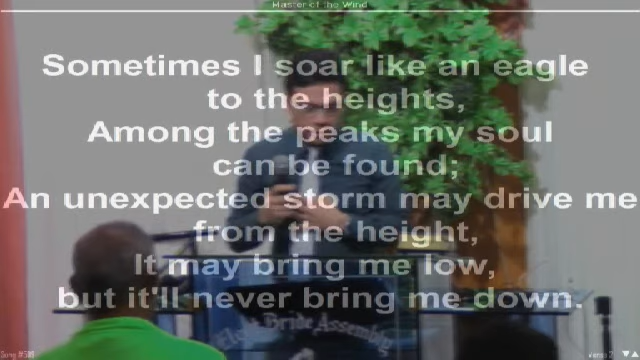 Master of the Wind
Sometimes I soar like an eagle
to the heights,
Among the peaks my soul
can be found;
An unexpected storm may drive me
from the height,
It may bring me low,
but it'll never bring me down.
Bride Assembly